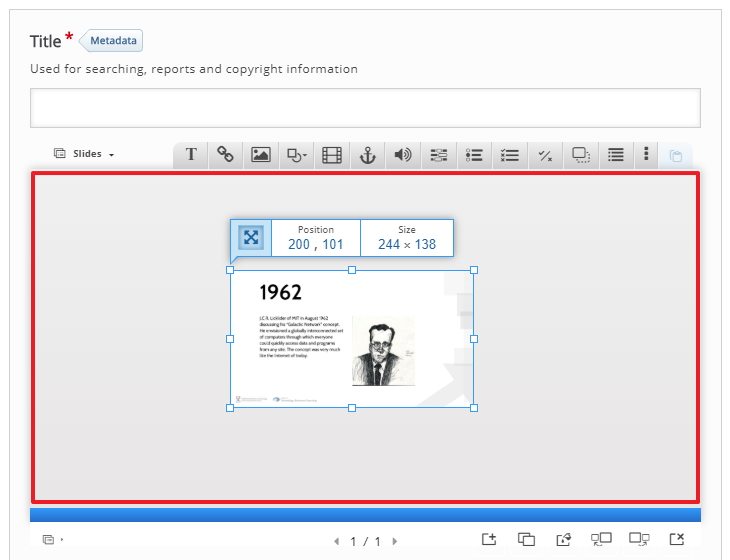 Title * Metadata
Used for searching, reports and copyright information
Slides
T
Position
200 , 101
Size
244 × 138
1962
J.C.R. Licklider of MIT in August 1962
discussing his "Galactic Network" concept.
He envisioned a globally interconnected set
of computers through which everyone
could quickly access data and programs
from any site. The concept was very much
like the Internet of today.
1 / 1